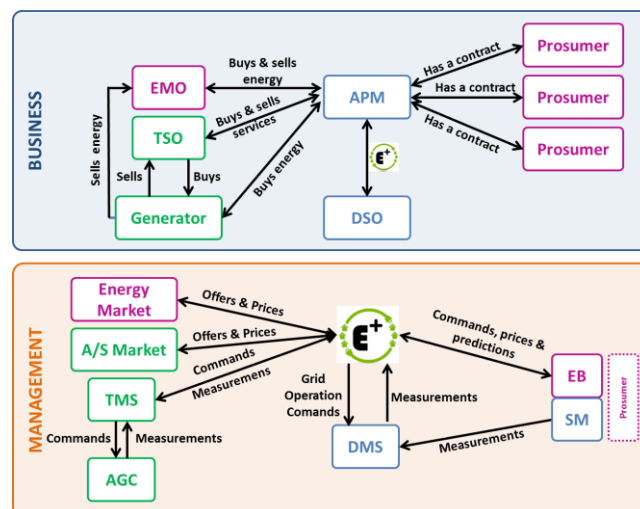 BUSINESS
EMO
TSO
Generator
Sells energy
Sells
Buys
Buys & sells
energy
Buys & sells
services
Buys energy
APM
E+
DSO
Has a contract
Has a contract
Has a contract
Prosumer
Prosumer
Prosumer
MANAGEMENT
Energy
Market
A/S Market
TMS
AGC
Commands
Measurements
Offers & Prices
Offers & Prices
Commands
Measurements
E+
Grid
Operation
Comands
Measurements
DMS
Commands, prices &
predictions
Measurements
EB
SM
Prosumer